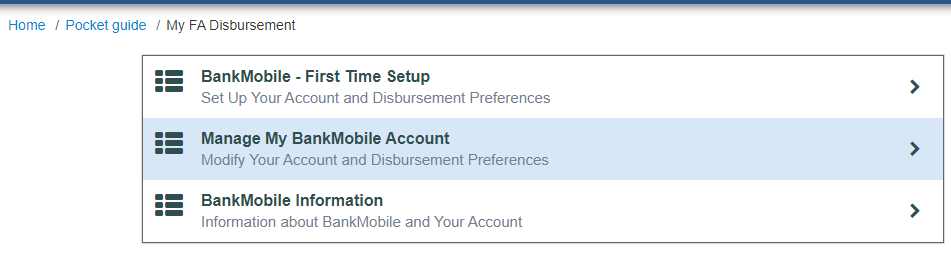 Home / Pocket guide / My FA Disbursement
BankMobile - First Time Setup
Set Up Your Account and Disbursement Preferences
Manage My BankMobile Account
Modify Your Account and Disbursement Preferences
BankMobile Information
Information about BankMobile and Your Account